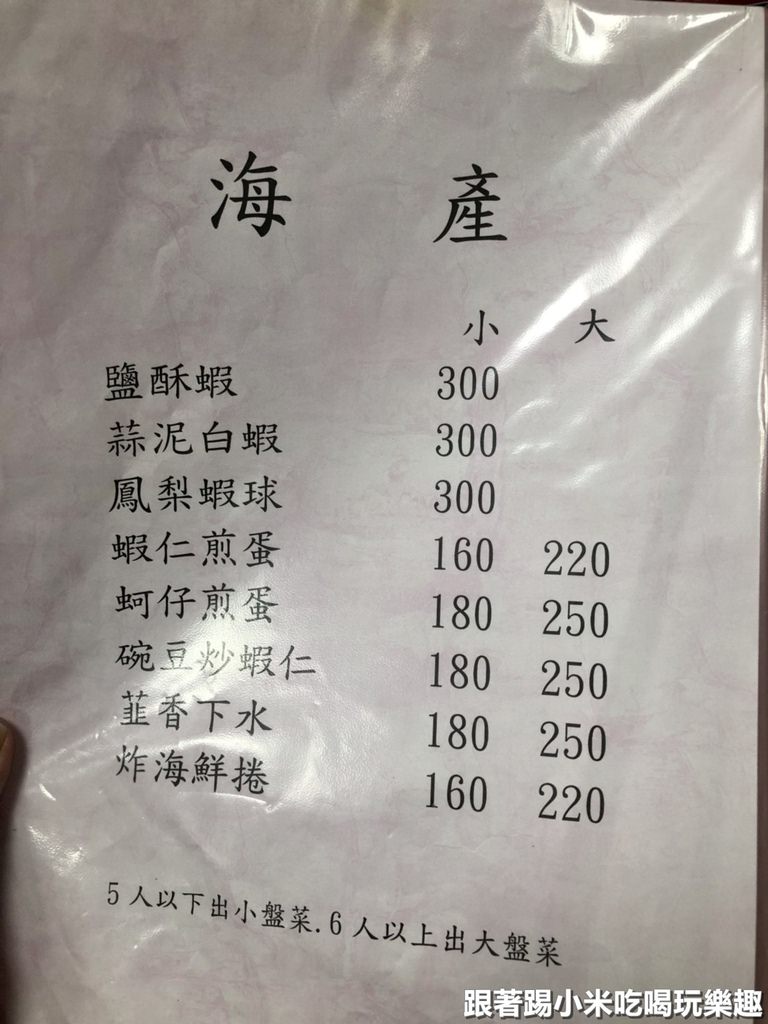 海 產
小 大
鹽酥蝦 300
蒜泥白蝦 300
鳳梨蝦球 300
蝦仁煎蛋 160 220
蚵仔煎蛋 180 250
碗豆炒蝦仁 180 250
韮香下水 180 250
炸海鮮捲 160 220
5人以下出小盤菜.6人以上出大盤菜
跟著踢小米吃喝玩樂趣